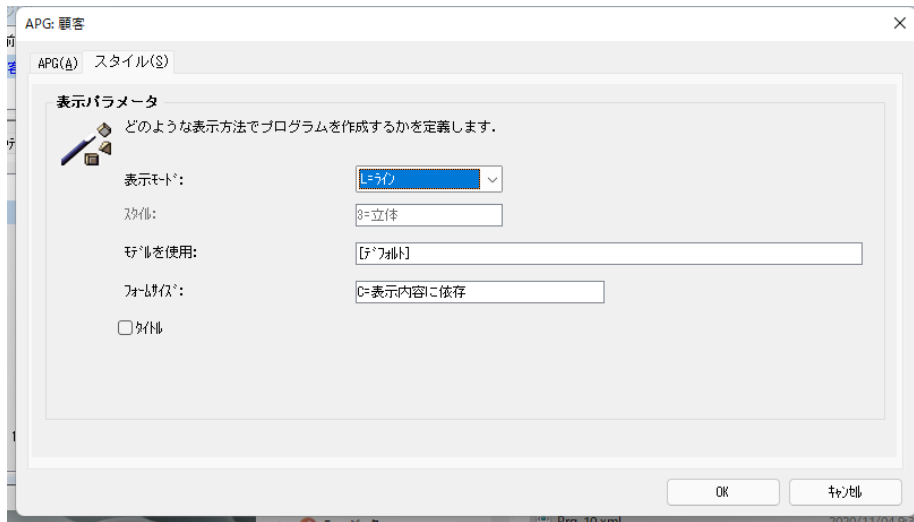 APG: 顧客
前
APG(A) スタイル(S)
表示パラメータ
どのような表示方法でプログラムを作成するかを定義します.
表示ﾓｰﾄﾞ: L=ﾗｲﾝ
ｽﾀｲﾙ: 3=立体
ﾓﾃﾞﾙを使用: [ﾃﾞﾌｫﾙﾄ]
ﾌｫｰﾑｻｲｽﾞ: C=表示内容に依存
ﾀｲﾄﾙ
OK ｷｬﾝｾﾙ
Prg_10.xml